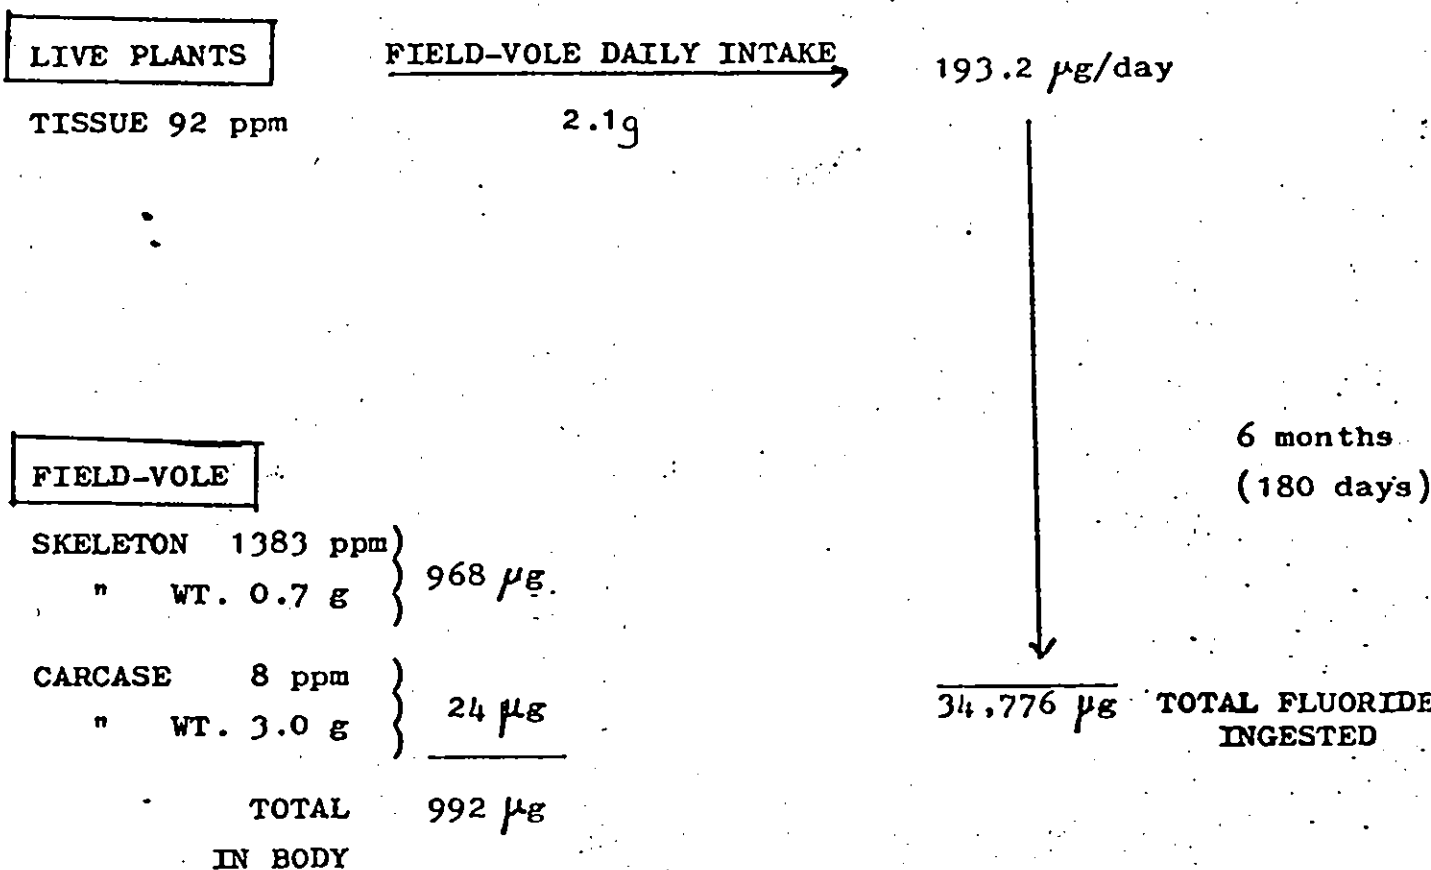 LIVE PLANTS
FIELD-VOLE DAILY INTAKE
193.2 µg/day
TISSUE 92 ppm
2.1g
6 months
(180 days)
FIELD-VOLE
SKELETON 1383 ppm
" WT. 0.7 g
968 µg.
CARCASE 8 ppm
" WT. 3.0 g
24 µg
34,776 µg TOTAL FLUORIDE
INGESTED
TOTAL 992 µg
IN BODY